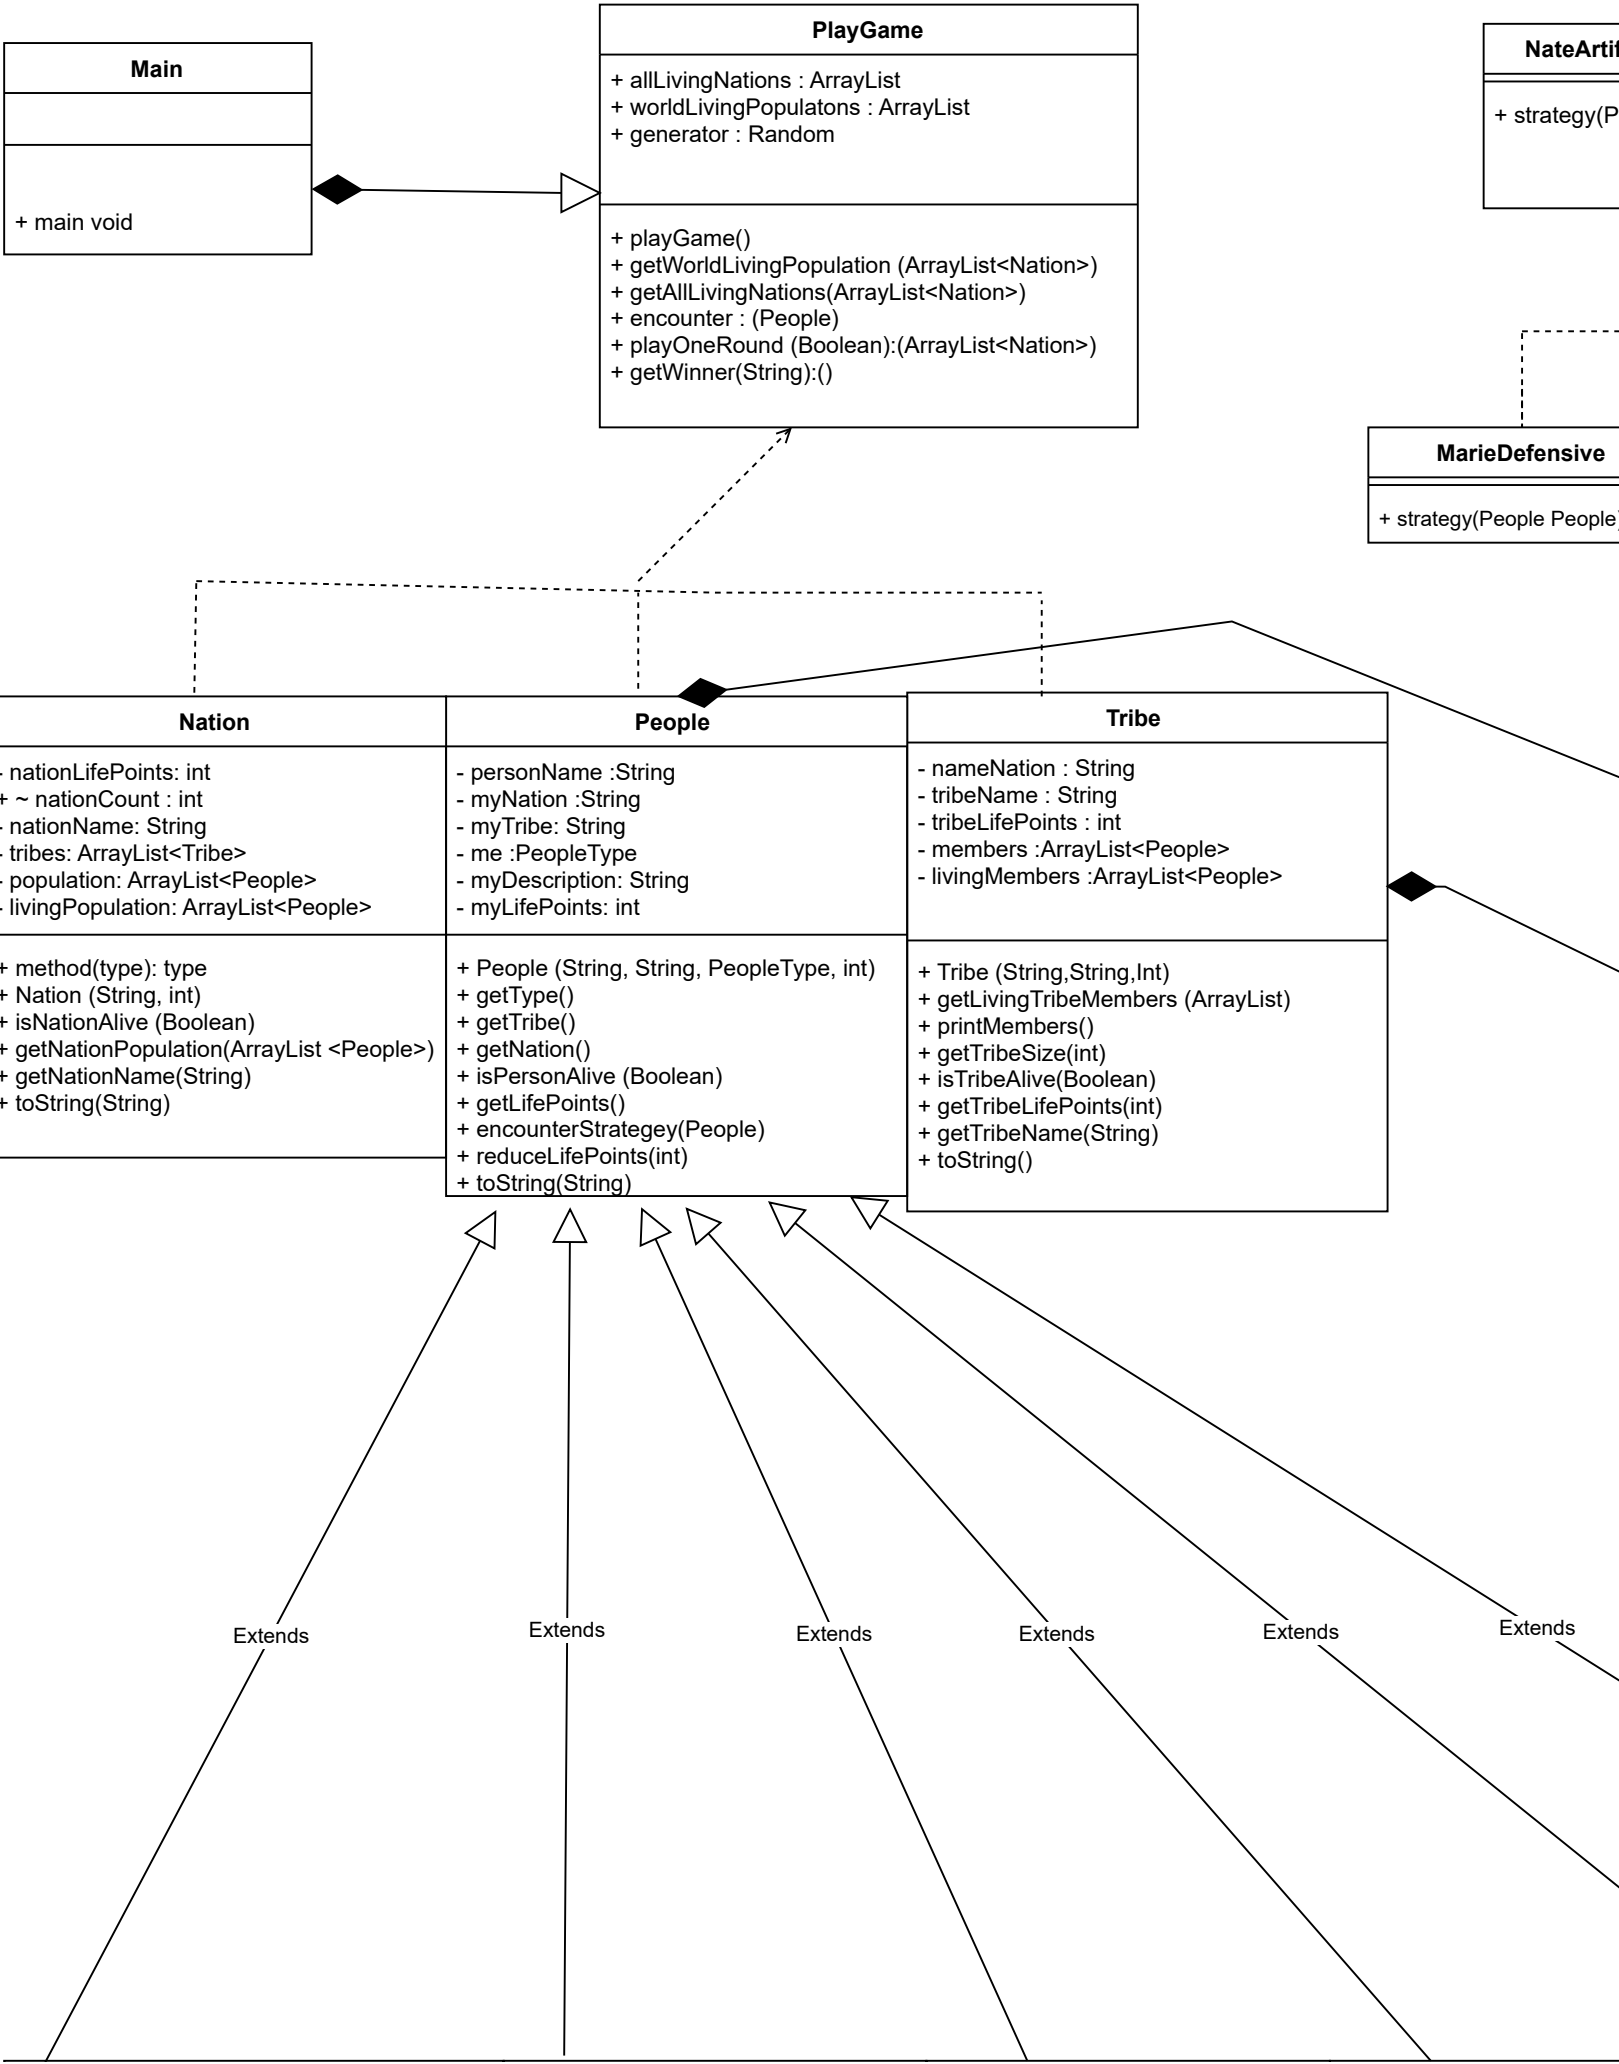 Main
+ main void
PlayGame
+ allLivingNations : ArrayList
+ worldLivingPopulatons : ArrayList
+ generator : Random
+ playGame()
+ getWorldLivingPopulation (ArrayList<Nation>)
+ getAllLivingNations(ArrayList<Nation>)
+ encounter : (People)
+ playOneRound (Boolean):(ArrayList<Nation>)
+ getWinner(String):()
NateArtif
+ strategy(P
MarieDefensive
+ strategy(People People)
Nation
- nationLifePoints: int
+ ~ nationCount : int
- nationName: String
- tribes: ArrayList<Tribe>
- population: ArrayList<People>
- livingPopulation: ArrayList<People>
+ method(type): type
+ Nation (String, int)
+ isNationAlive (Boolean)
+ getNationPopulation(ArrayList <People>)
+ getNationName(String)
+ toString(String)
People
- personName :String
- myNation :String
- myTribe: String
- me :PeopleType
- myDescription: String
- myLifePoints: int
+ People (String, String, PeopleType, int)
+ getType()
+ getTribe()
+ getNation()
+ isPersonAlive (Boolean)
+ getLifePoints()
+ encounterStrategey(People)
+ reduceLifePoints(int)
+ toString(String)
Tribe
- nameNation : String
- tribeName : String
- tribeLifePoints : int
- members :ArrayList<People>
- livingMembers :ArrayList<People>
+ Tribe (String,String,Int)
+ getLivingTribeMembers (ArrayList)
+ printMembers()
+ getTribeSize(int)
+ isTribeAlive(Boolean)
+ getTribeLifePoints(int)
+ getTribeName(String)
+ toString()
Extends
Extends
Extends
Extends
Extends
Extends